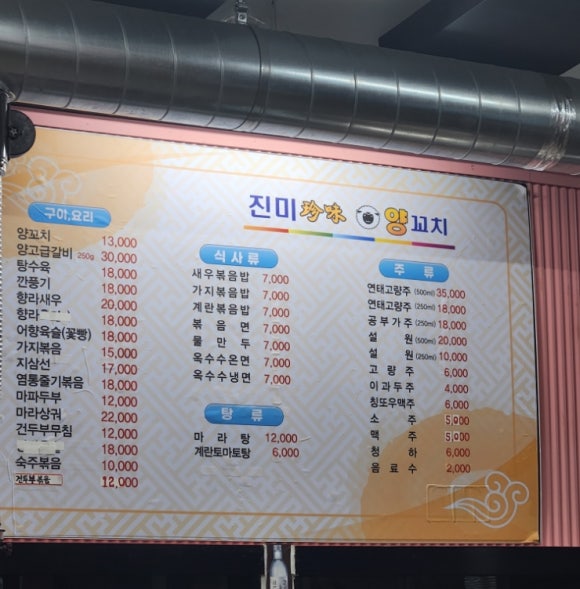 진미 珍味 양꼬치
구이,요리
양꼬치 13,000
양고급갈비 250g 30,000
탕수육 18,000
깐풍기 18,000
향라새우 20,000
향라 18,000
어향육슬(꽃빵) 18,000
가지볶음 15,000
지삼선 17,000
염통줄기볶음 18,000
마파두부 12,000
마라샹궈 22,000
건두부무침 12,000
18,000
숙주볶음 10,000
건두부볶음 12,000
식사류
새우볶음밥 7,000
가지볶음밥 7,000
계란볶음밥 7,000
볶음면 7,000
물만두 7,000
옥수수온면 7,000
옥수수냉면 7,000
탕류
마라탕 12,000
계란토마토탕 6,000
주류
연태고량주 (500ml) 35,000
연태고량주 (250ml) 18,000
공부가주 (250ml) 18,000
설원 (500ml) 20,000
설원 (250ml) 10,000
고량주 6,000
이과두주 4,000
칭따오맥주 6,000
소주 5,000
맥주 5,000
청하 6,000
음료수 2,000